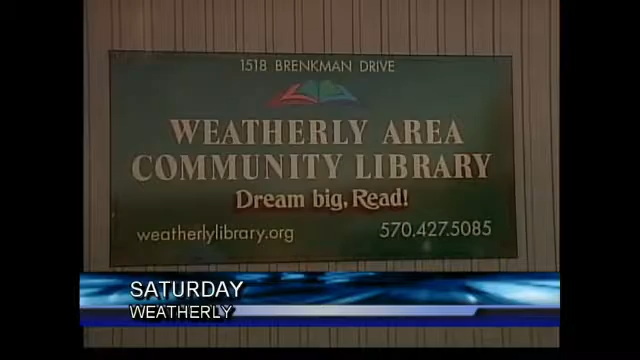 1518 BRENKMAN DRIVE
WEATHERLY AREA
COMMUNITY LIBRARY
Dream big, Read!
weatherlylibrary.org 570.427.5085
SATURDAY
WEATHERLY